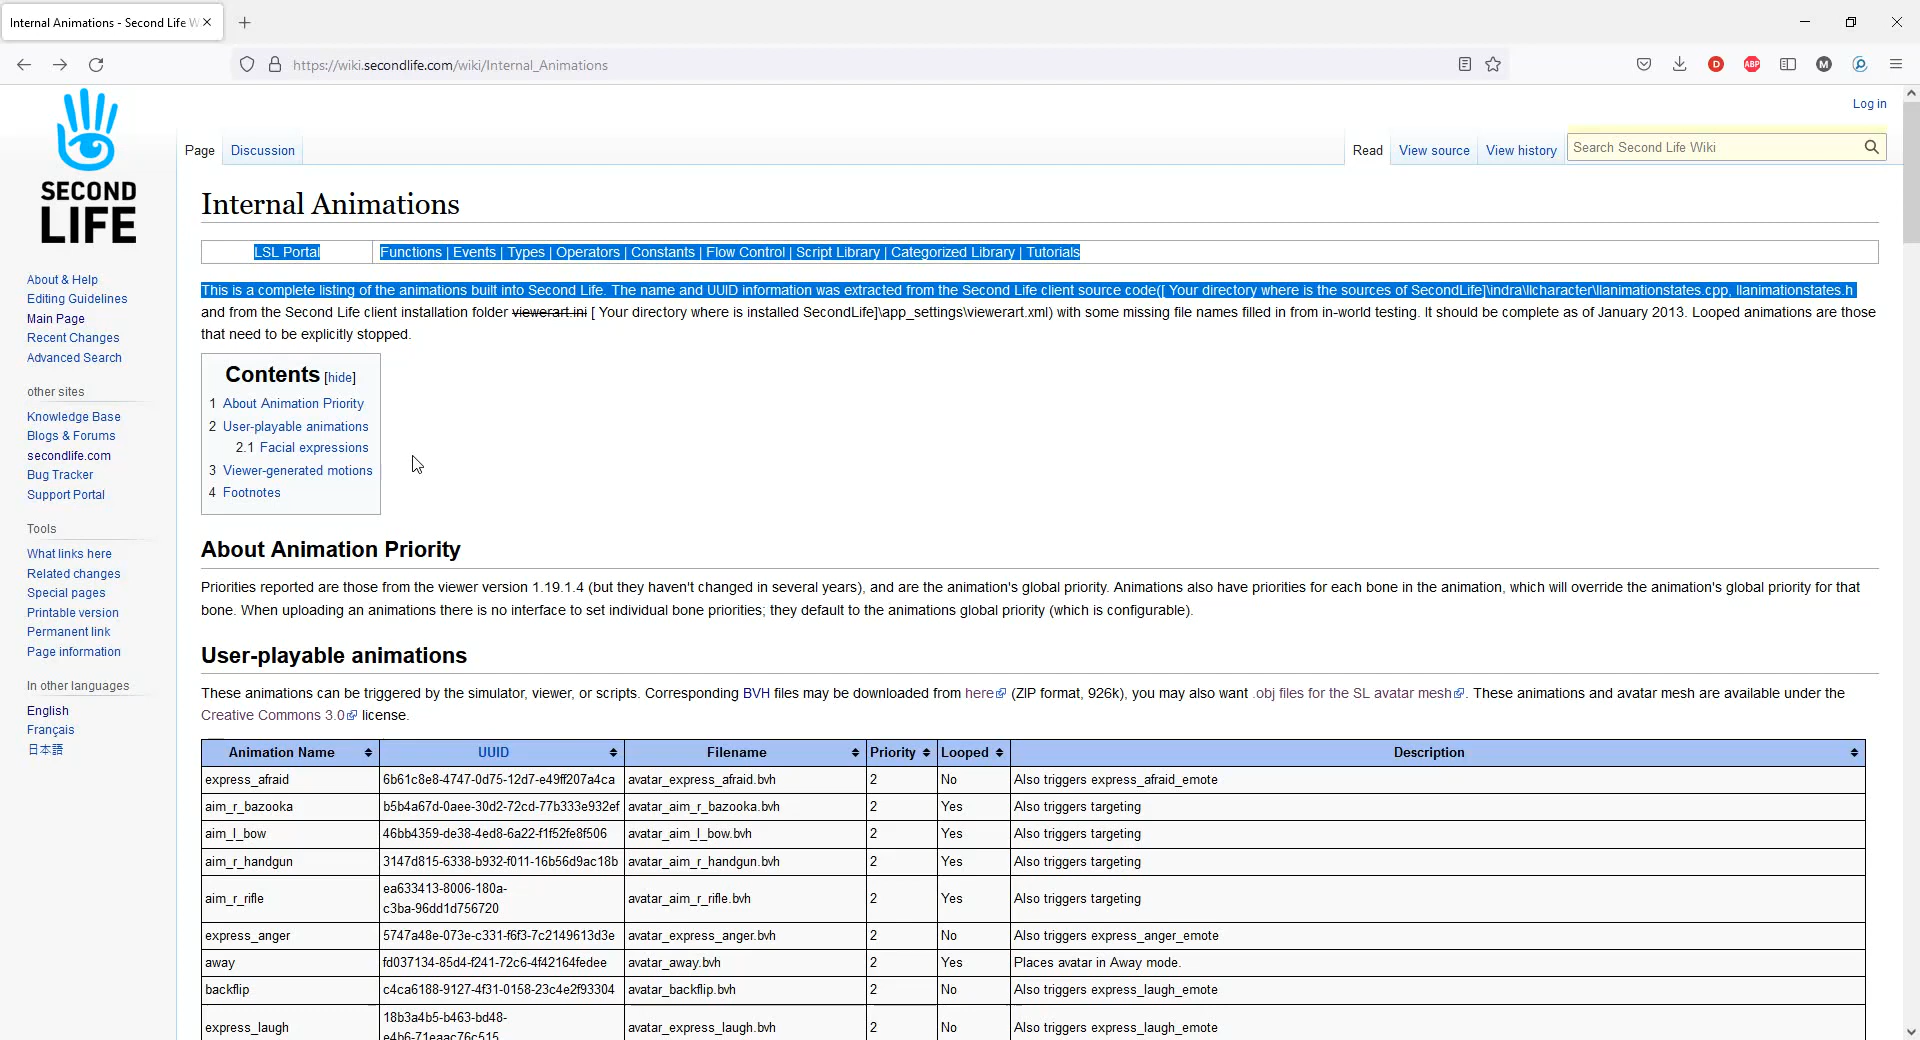 Internal Animations - Second Life W
https://wiki.secondlife.com/wiki/Internal_Animations
D
ABP
M
Log in
SECOND
LIFE
Page
Discussion
Read
View source
View history
Search Second Life Wiki
About & Help
Editing Guidelines
Main Page
Recent Changes
Advanced Search
other sites
Knowledge Base
Blogs & Forums
secondlife.com
Bug Tracker
Support Portal
Tools
What links here
Related changes
Special pages
Printable version
Permanent link
Page information
In other languages
English
Français
日本語
Internal Animations
LSL Portal
Functions | Events | Types | Operators | Constants | Flow Control | Script Library | Categorized Library | Tutorials
This is a complete listing of the animations built into Second Life. The name and UUID information was extracted from the Second Life client source code([ Your directory where is the sources of SecondLife]\indra\llcharacter\llanimationstates.cpp, llanimationstates.h
and from the Second Life client installation folder viewerart.ini [ Your directory where is installed SecondLife]\app_settings\viewerart.xml) with some missing file names filled in from in-world testing. It should be complete as of January 2013. Looped animations are those
that need to be explicitly stopped.
Contents [hide]
1 About Animation Priority
2 User-playable animations
2.1 Facial expressions
3 Viewer-generated motions
4 Footnotes
About Animation Priority
Priorities reported are those from the viewer version 1.19.1.4 (but they haven't changed in several years), and are the animation's global priority. Animations also have priorities for each bone in the animation, which will override the animation's global priority for that
bone. When uploading an animations there is no interface to set individual bone priorities; they default to the animations global priority (which is configurable).
User-playable animations
These animations can be triggered by the simulator, viewer, or scripts. Corresponding BVH files may be downloaded from here (ZIP format, 926k), you may also want .obj files for the SL avatar mesh. These animations and avatar mesh are available under the
Creative Commons 3.0 license.
Animation Name UUID Filename Priority Looped Description
express_afraid 6b61c8e8-4747-0d75-12d7-e49ff207a4ca avatar_express_afraid.bvh 2 No Also triggers express_afraid_emote
aim_r_bazooka b5b4a67d-0aee-30d2-72cd-77b333e932ef avatar_aim_r_bazooka.bvh 2 Yes Also triggers targeting
aim_l_bow 46bb4359-de38-4ed8-6a22-f1f52fe8f506 avatar_aim_l_bow.bvh 2 Yes Also triggers targeting
aim_r_handgun 3147d815-6338-b932-f011-16b56d9ac18b avatar_aim_r_handgun.bvh 2 Yes Also triggers targeting
aim_r_rifle ea633413-8006-180a-
c3ba-96dd1d756720 avatar_aim_r_rifle.bvh 2 Yes Also triggers targeting
express_anger 5747a48e-073e-c331-f6f3-7c2149613d3e avatar_express_anger.bvh 2 No Also triggers express_anger_emote
away fd037134-85d4-f241-72c6-4f42164fedee avatar_away.bvh 2 Yes Places avatar in Away mode.
backflip c4ca6188-9127-4f31-0158-23c4e2f93304 avatar_backflip.bvh 2 No Also triggers express_laugh_emote
express_laugh 18b3a4b5-b463-bd48-
e4b6-71eaac76c515 avatar_express_laugh.bvh 2 No Also triggers express_laugh_emote